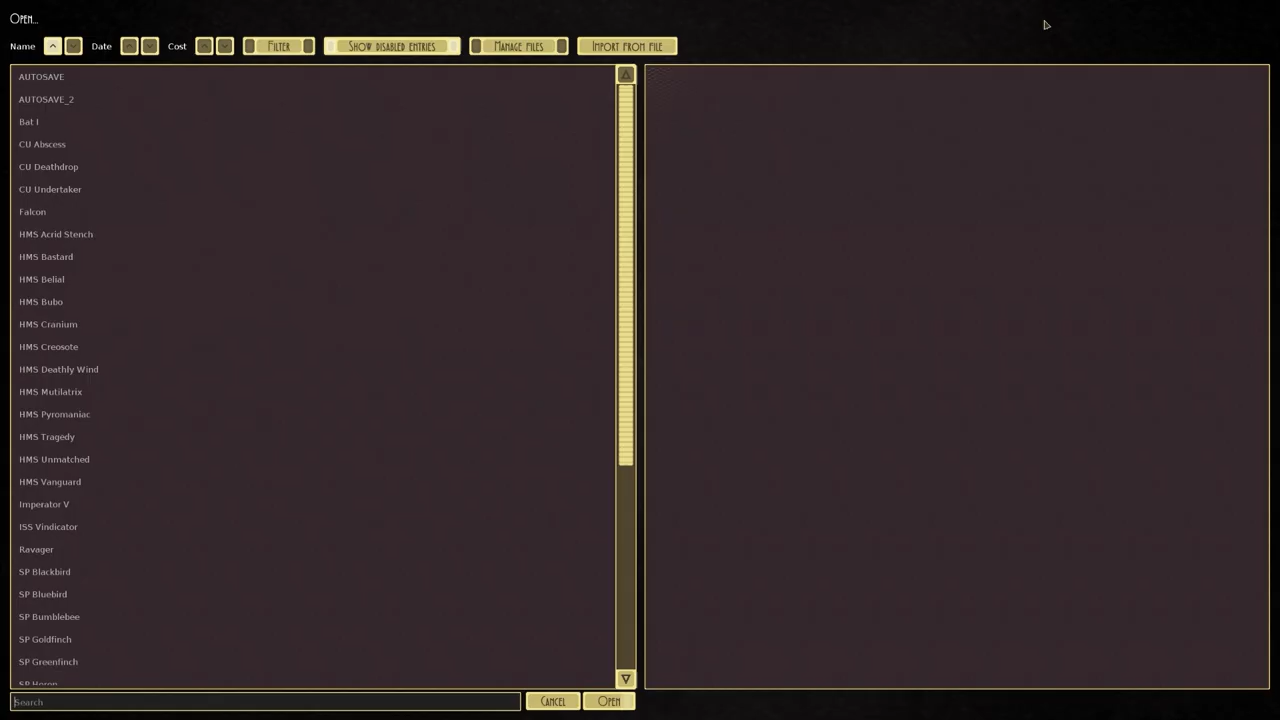 Open...
Name Date Cost Filter Show disabled entries Manage files Import from file
AUTOSAVE
AUTOSAVE_2
Bat I
CU Abscess
CU Deathdrop
CU Undertaker
Falcon
HMS Acrid Stench
HMS Bastard
HMS Belial
HMS Bubo
HMS Cranium
HMS Creosote
HMS Deathly Wind
HMS Mutilatrix
HMS Pyromaniac
HMS Tragedy
HMS Unmatched
HMS Vanguard
Imperator V
ISS Vindicator
Ravager
SP Blackbird
SP Bluebird
SP Bumblebee
SP Goldfinch
SP Greenfinch
SP Heron
Search Cancel Open